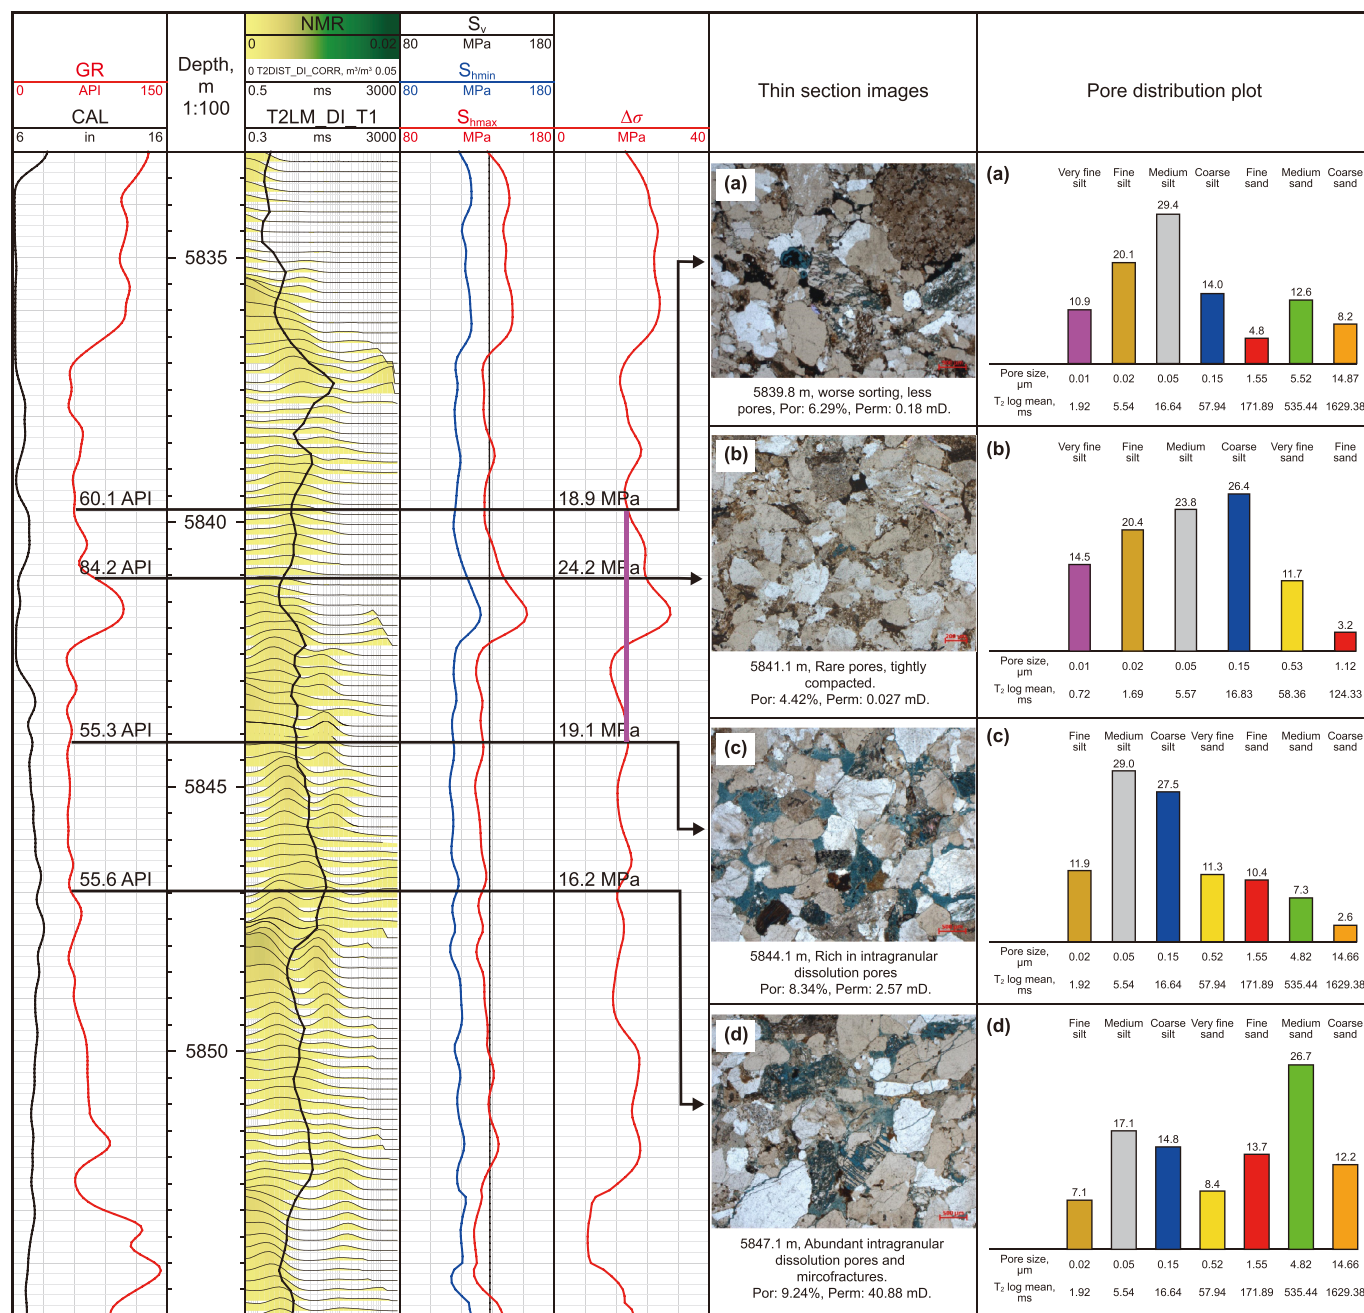 GR
0 API 150
CAL
6 in 16
Depth,
m
1:100
NMR
0 0.02
0 T2DIST_DI_CORR, m³/m³ 0.05
0.5 ms 3000
T2LM_DI_T1
0.3 ms 3000
Sv
80 MPa 180
Shmin
80 MPa 180
Shmax
80 MPa 180
Δσ
0 MPa 40
Thin section images
Pore distribution plot
5835
5840
5845
5850
60.1 API
84.2 API
55.3 API
55.6 API
18.9 MPa
24.2 MPa
19.1 MPa
16.2 MPa
(a)
5839.8 m, worse sorting, less
pores, Por: 6.29%, Perm: 0.18 mD.
(b)
5841.1 m, Rare pores, tightly
compacted.
Por: 4.42%, Perm: 0.027 mD.
(c)
5844.1 m, Rich in intragranular
dissolution pores
Por: 8.34%, Perm: 2.57 mD.
(d)
5847.1 m, Abundant intragranular
dissolution pores and
mircofractures.
Por: 9.24%, Perm: 40.88 mD.
(a)
Very fine silt Fine silt Medium silt Coarse silt Fine sand Medium sand Coarse sand
10.9 20.1 29.4 14.0 4.8 12.6 8.2
Pore size, μm 0.01 0.02 0.05 0.15 1.55 5.52 14.87
T₂ log mean, ms 1.92 5.54 16.64 57.94 171.89 535.44 1629.38
(b)
Very fine silt Fine silt Medium silt Coarse silt Very fine sand Fine sand
14.5 20.4 23.8 26.4 11.7 3.2
Pore size, μm 0.01 0.02 0.05 0.15 0.53 1.12
T₂ log mean, ms 0.72 1.69 5.57 16.83 58.36 124.33
(c)
Fine silt Medium silt Coarse silt Very fine sand Fine sand Medium sand Coarse sand
11.9 29.0 27.5 11.3 10.4 7.3 2.6
Pore size, μm 0.02 0.05 0.15 0.52 1.55 4.82 14.66
T₂ log mean, ms 1.92 5.54 16.64 57.94 171.89 535.44 1629.38
(d)
Fine silt Medium silt Coarse silt Very fine sand Fine sand Medium sand Coarse sand
7.1 17.1 14.8 8.4 13.7 26.7 12.2
Pore size, μm 0.02 0.05 0.15 0.52 1.55 4.82 14.66
T₂ log mean, ms 1.92 5.54 16.64 57.94 171.89 535.44 1629.38